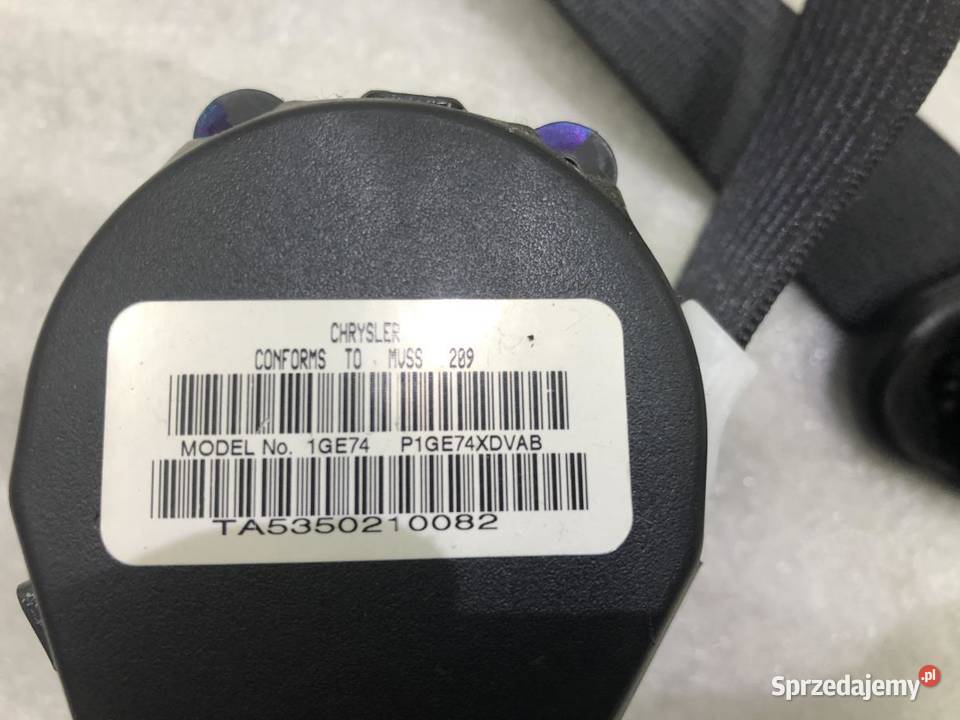 CHRYSLER
CONFORMS TO MVSS 209
MODEL No. 1GE74 P1GE74XDVAB
TA5350210082
Sprzedajemy.pl